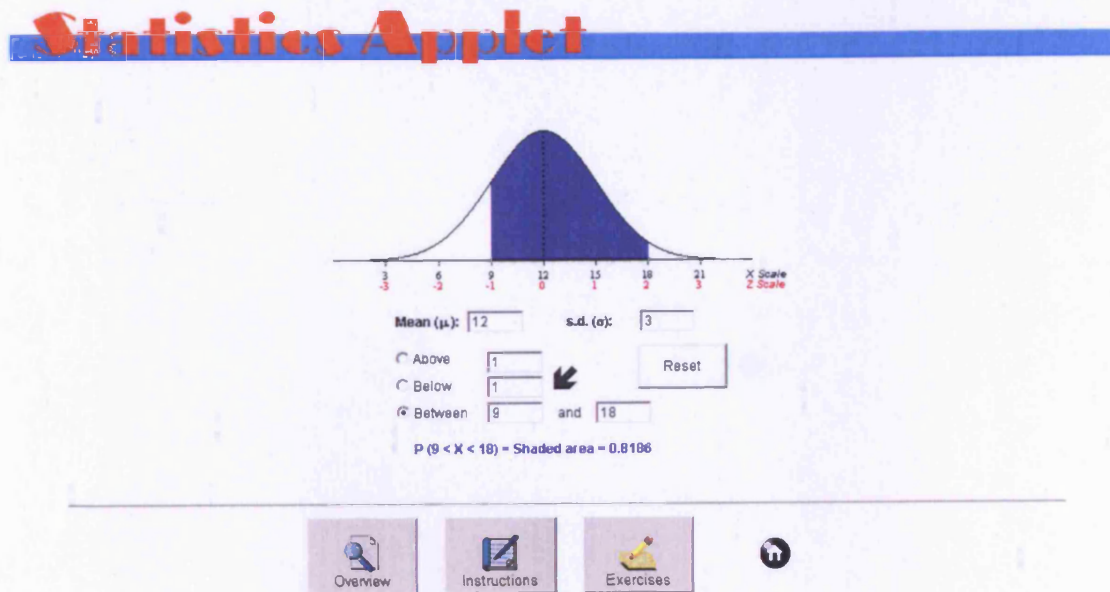 Statistics Applet
3 6 9 12 15 18 21 X Scale
-3 -2 -1 0 1 2 3 Z Scale
Mean (μ): 12 s.d. (σ): 3
Above 1 Reset
Below 1
Between 9 and 18
P (9 < X < 18) = Shaded area = 0.8186
Overview Instructions Exercises